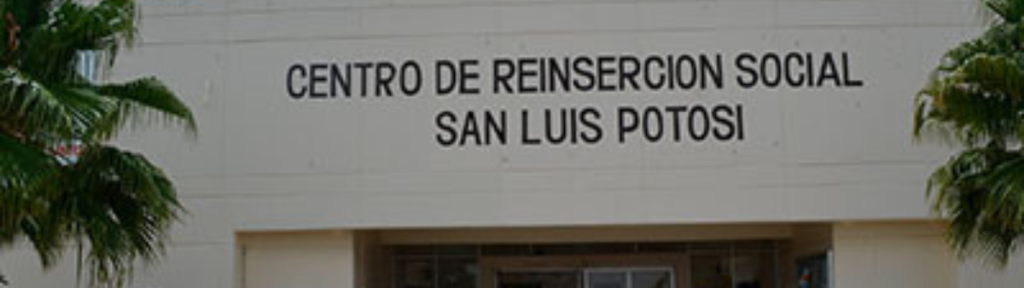 CENTRO DE REINSERCION SOCIAL
SAN LUIS POTOSI